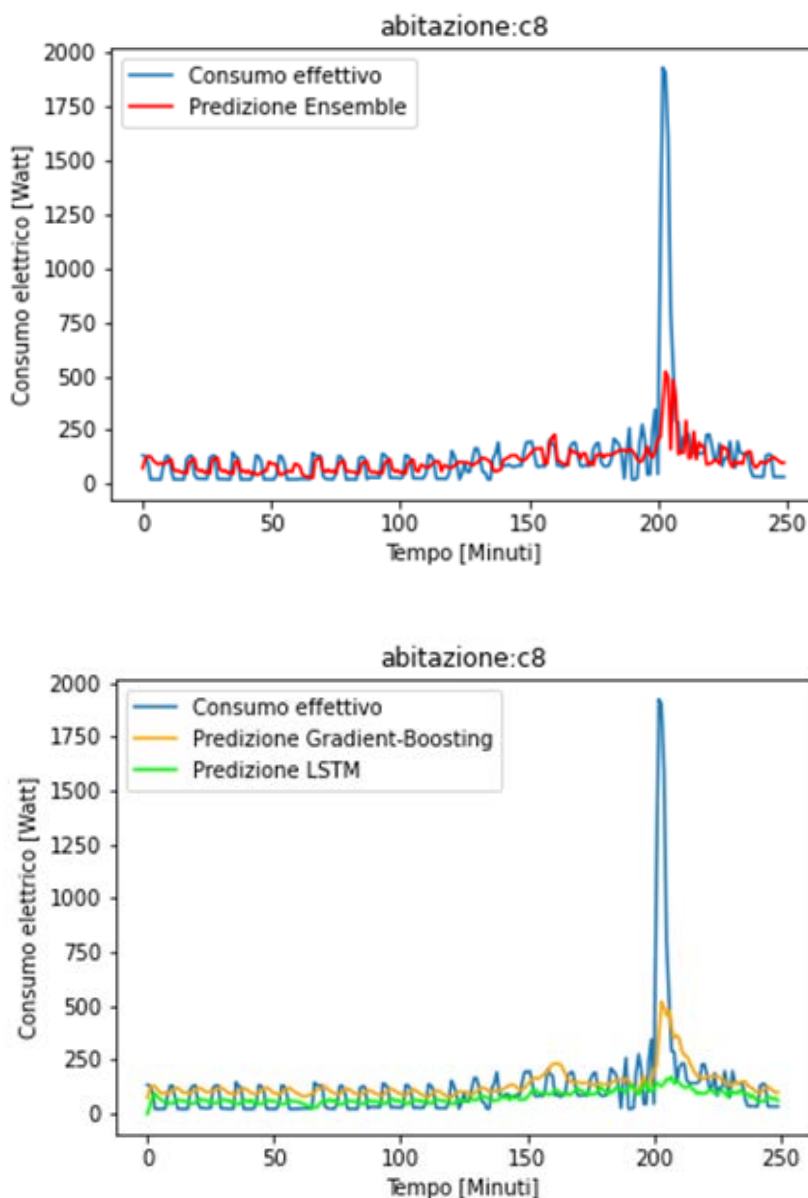 abitazione:c8
2000
1750
1500
1250
1000
750
500
250
0
Consumo elettrico [Watt]
Consumo effettivo
Predizione Ensemble
0 50 100 150 200 250
Tempo [Minuti]
abitazione:c8
2000
1750
1500
1250
1000
750
500
250
0
Consumo elettrico [Watt]
Consumo effettivo
Predizione Gradient-Boosting
Predizione LSTM
0 50 100 150 200 250
Tempo [Minuti]